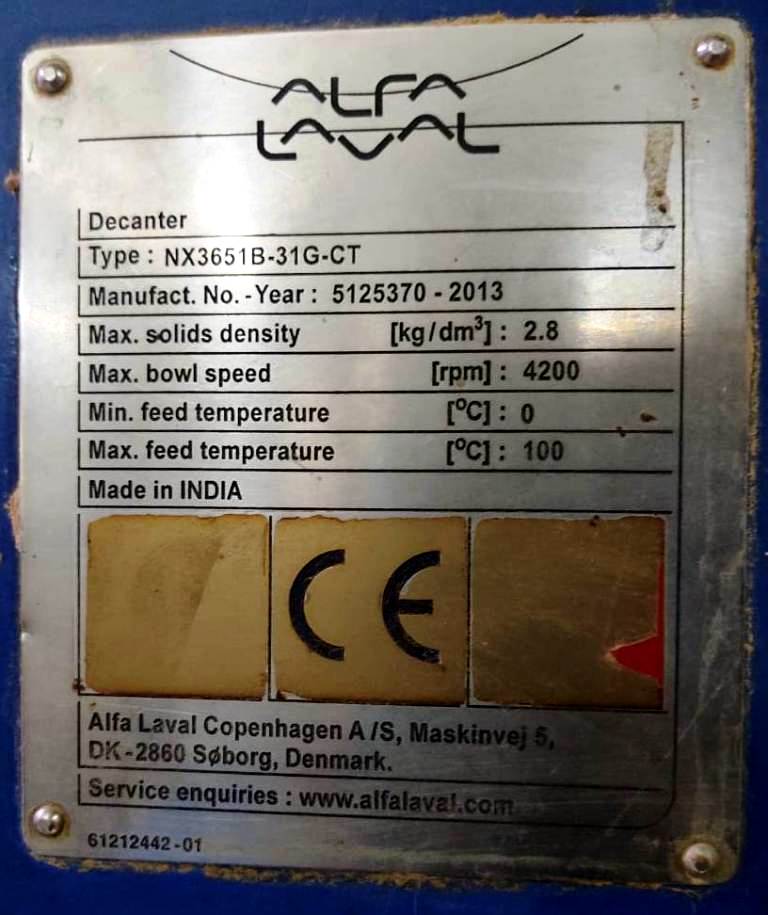 ALFA
LAVAL
Decanter
Type : NX3651B-31G-CT
Manufact. No. - Year : 5125370 - 2013
Max. solids density [kg/dm³] : 2.8
Max. bowl speed [rpm] : 4200
Min. feed temperature [°C] : 0
Max. feed temperature [°C] : 100
Made in INDIA
CE
Alfa Laval Copenhagen A/S, Maskinvej 5,
DK-2860 Søborg, Denmark.
Service enquiries : www.alfalaval.com
61212442-01